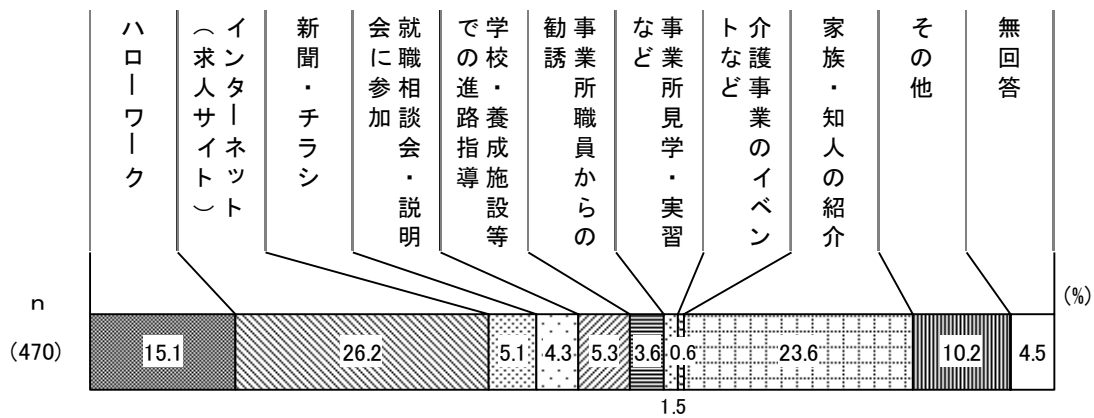 ハローワーク
インターネット
（求人サイト）
新聞・チラシ
就職相談会・説明
会に参加
学校・養成施設等
での進路指導
事業所職員からの
勧誘
事業所見学・実習
など
介護事業のイベン
トなど
家族・知人の紹介
その他
無回答
n
(%)
(470)
15.1
26.2
5.1
4.3
5.3
3.6
0.6
23.6
10.2
4.5
1.5